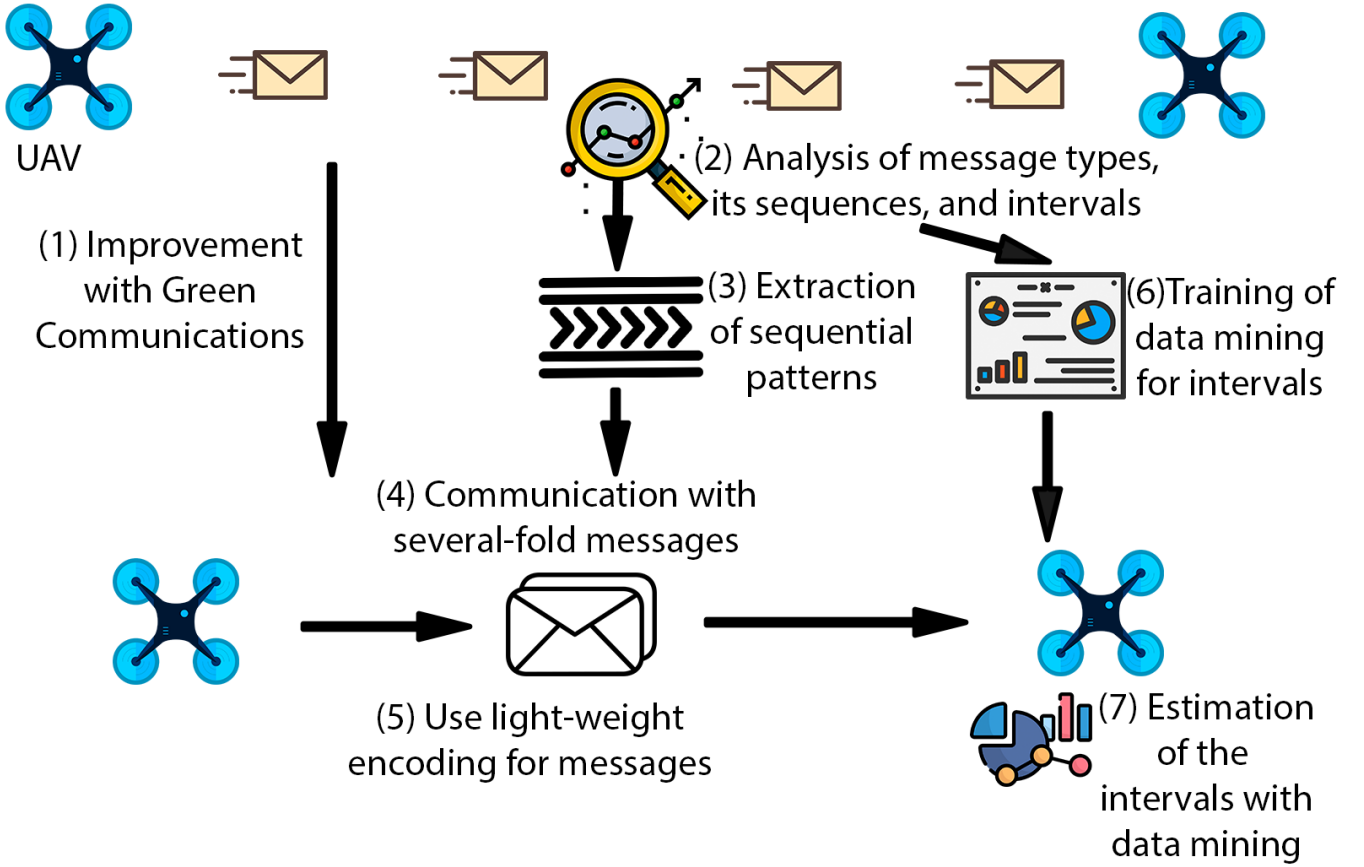 UAV
(1) Improvement
with Green
Communications
(2) Analysis of message types,
its sequences, and intervals
(3) Extraction
of sequential
patterns
(6)Training of
data mining
for intervals
(4) Communication with
several-fold messages
(5) Use light-weight
encoding for messages
(7) Estimation
of the
intervals with
data mining